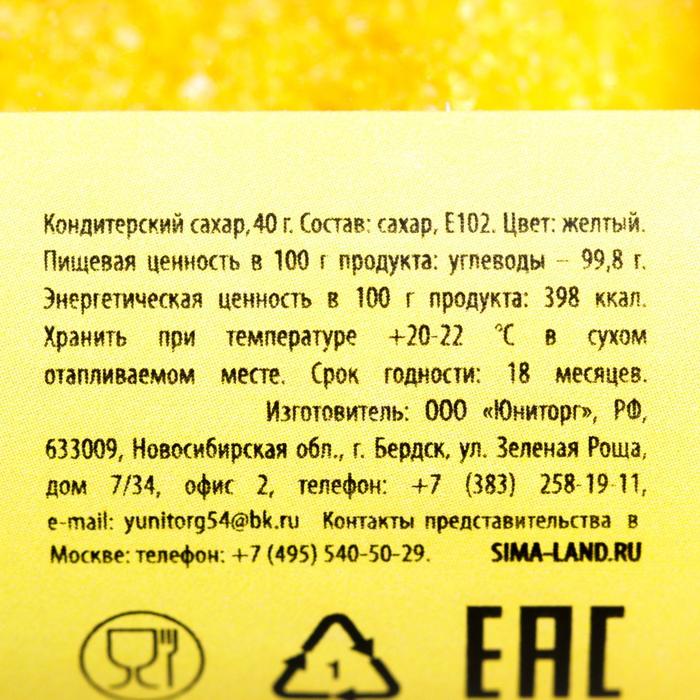 Кондитерский сахар,40 г. Состав: сахар, Е102. Цвет: желтый.
Пищевая ценность в 100 г продукта: углеводы – 99,8 г.
Энергетическая ценность в 100 г продукта: 398 ккал.
Хранить при температуре +20-22 °С в сухом
отапливаемом месте. Срок годности: 18 месяцев.
Изготовитель: ООО «Юниторг», РФ,
633009, Новосибирская обл., г. Бердск, ул. Зеленая Роща,
дом 7/34, офис 2, телефон: +7 (383) 258-19-11,
e-mail: yunitorg54@bk.ru Контакты представительства в
Москве: телефон: +7 (495) 540-50-29. SIMA-LAND.RU
1
EAC